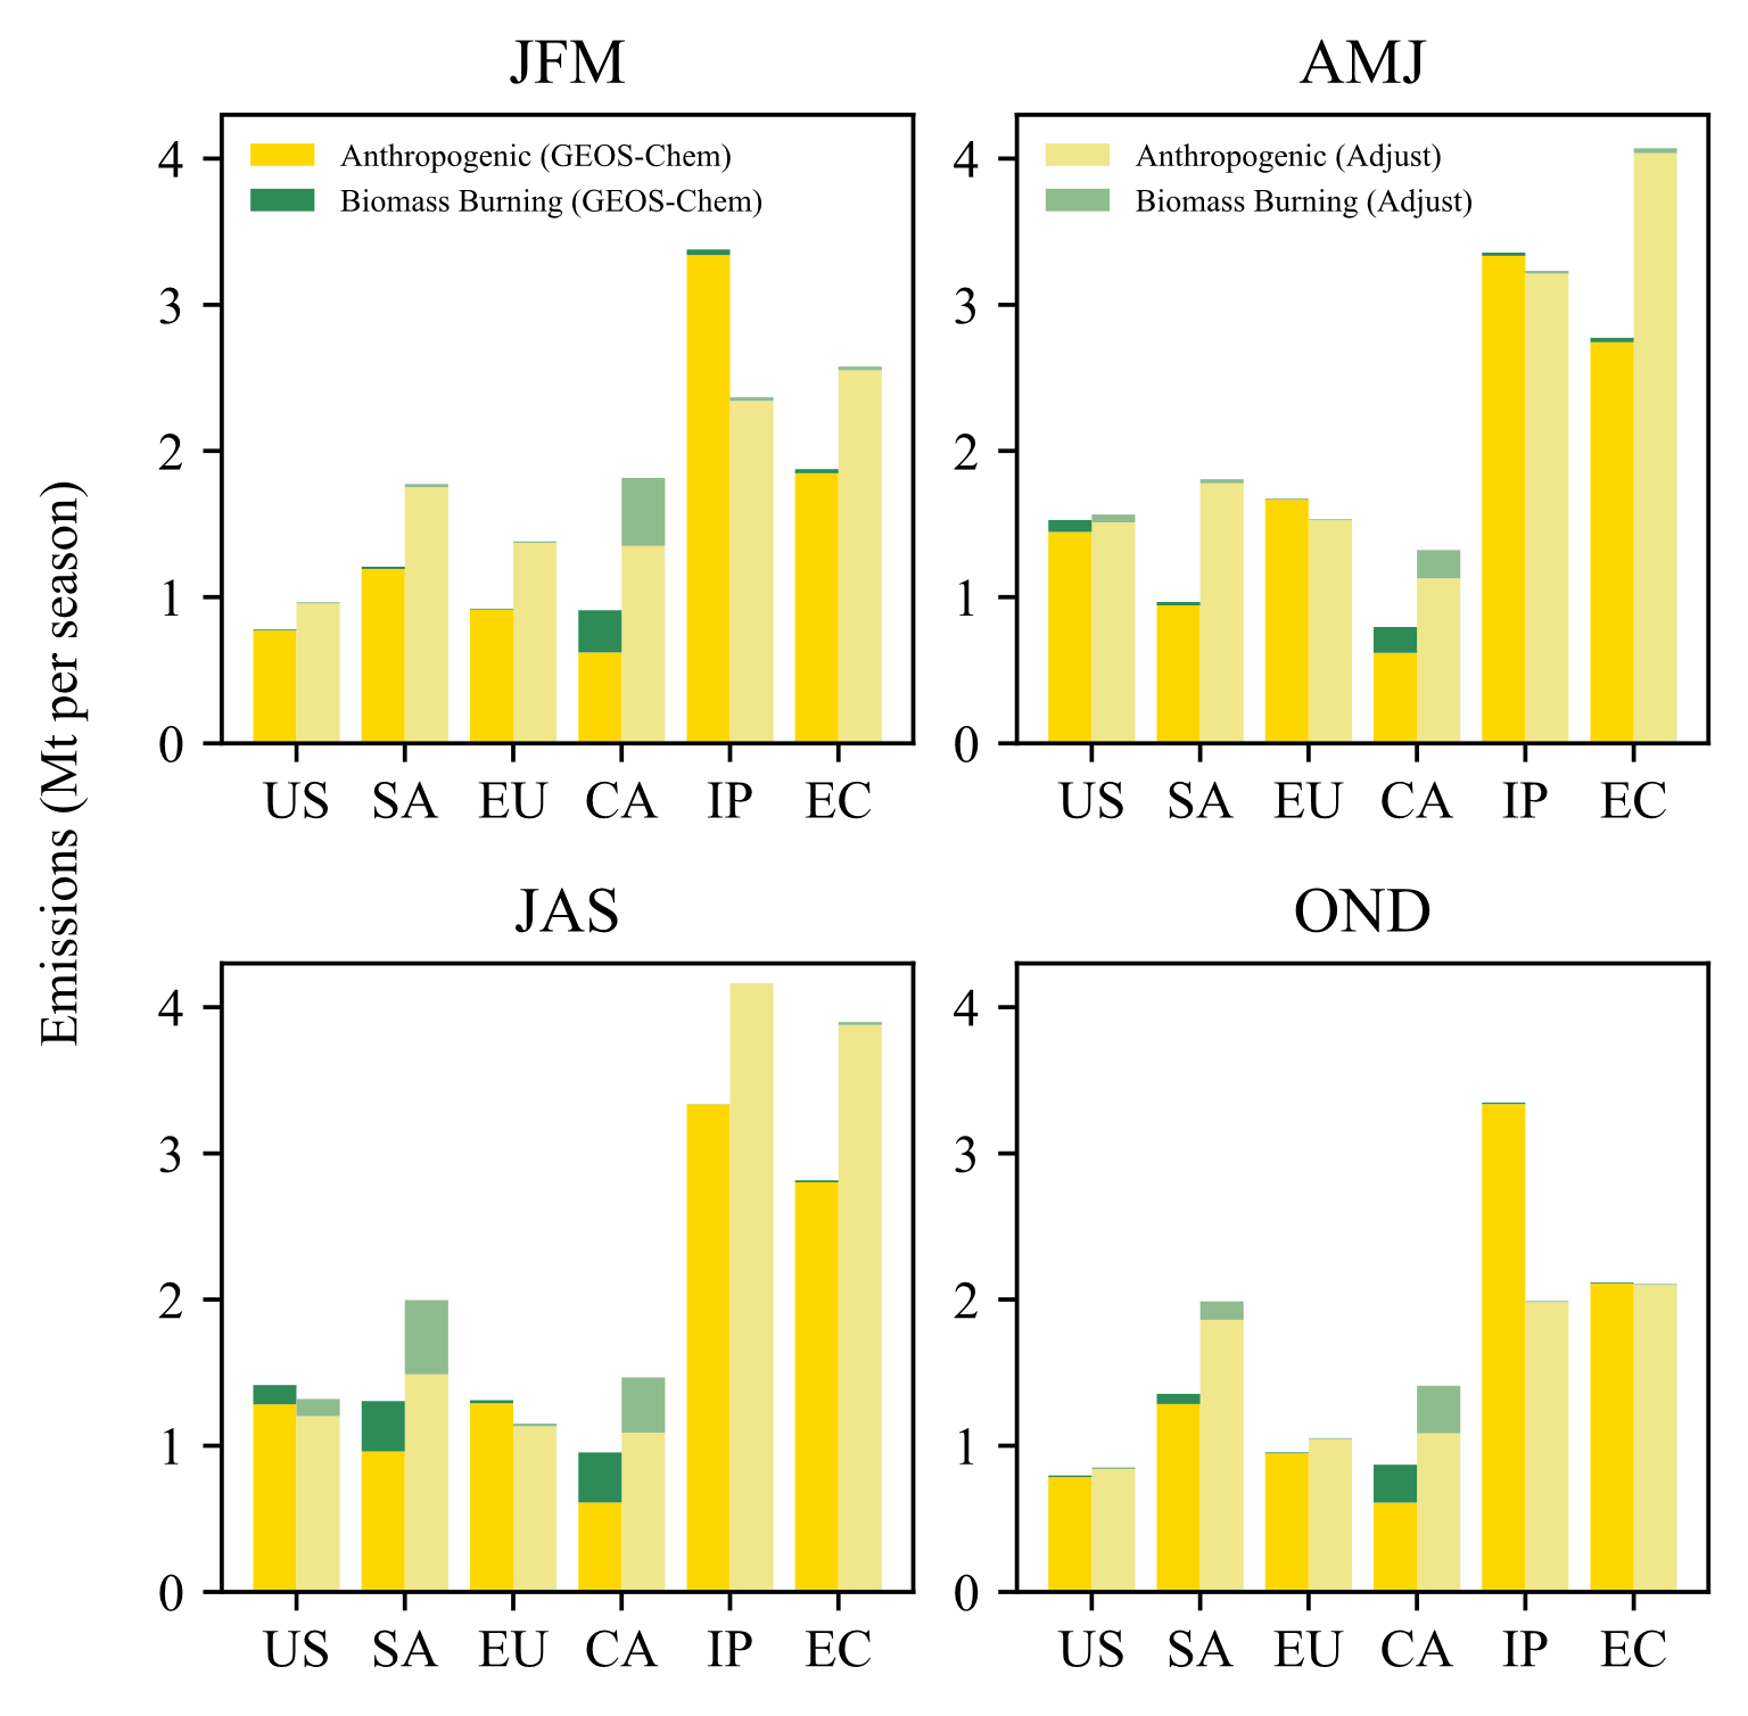 Emissions (Mt per season)
JFM
4
3
2
1
0
Anthropogenic (GEOS-Chem)
Biomass Burning (GEOS-Chem)
US SA EU CA IP EC
AMJ
4
3
2
1
0
Anthropogenic (Adjust)
Biomass Burning (Adjust)
US SA EU CA IP EC
JAS
4
3
2
1
0
US SA EU CA IP EC
OND
4
3
2
1
0
US SA EU CA IP EC